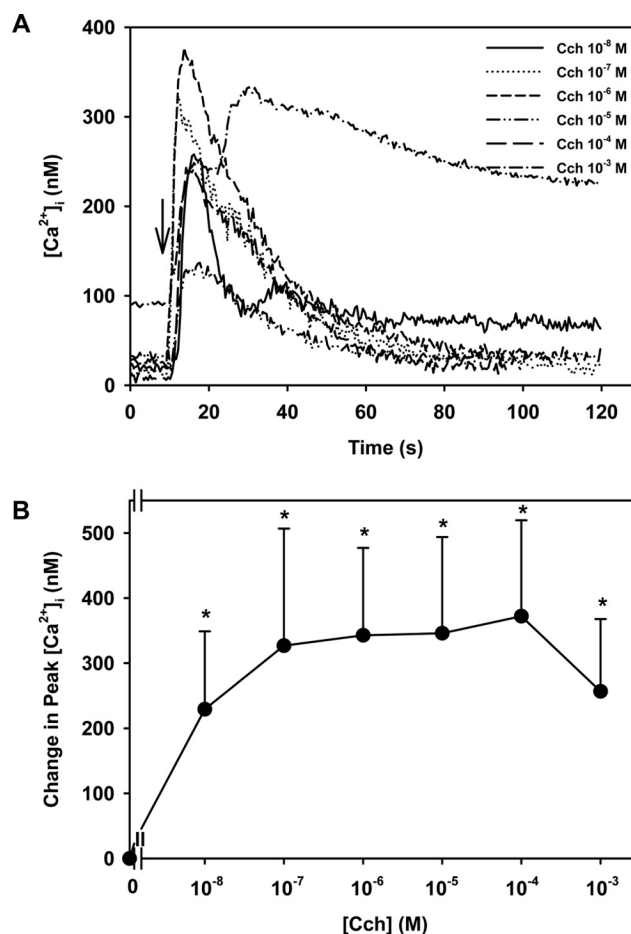 A
400
300
200
100
0
[Ca²⁺]ᵢ (nM)
Cch 10⁻⁸ M
Cch 10⁻⁷ M
Cch 10⁻⁶ M
Cch 10⁻⁵ M
Cch 10⁻⁴ M
Cch 10⁻³ M
0 20 40 60 80 100 120
Time (s)
B
500
400
300
200
100
0
Change in Peak [Ca²⁺]ᵢ (nM)
* * * * * *
0 10⁻⁸ 10⁻⁷ 10⁻⁶ 10⁻⁵ 10⁻⁴ 10⁻³
[Cch] (M)